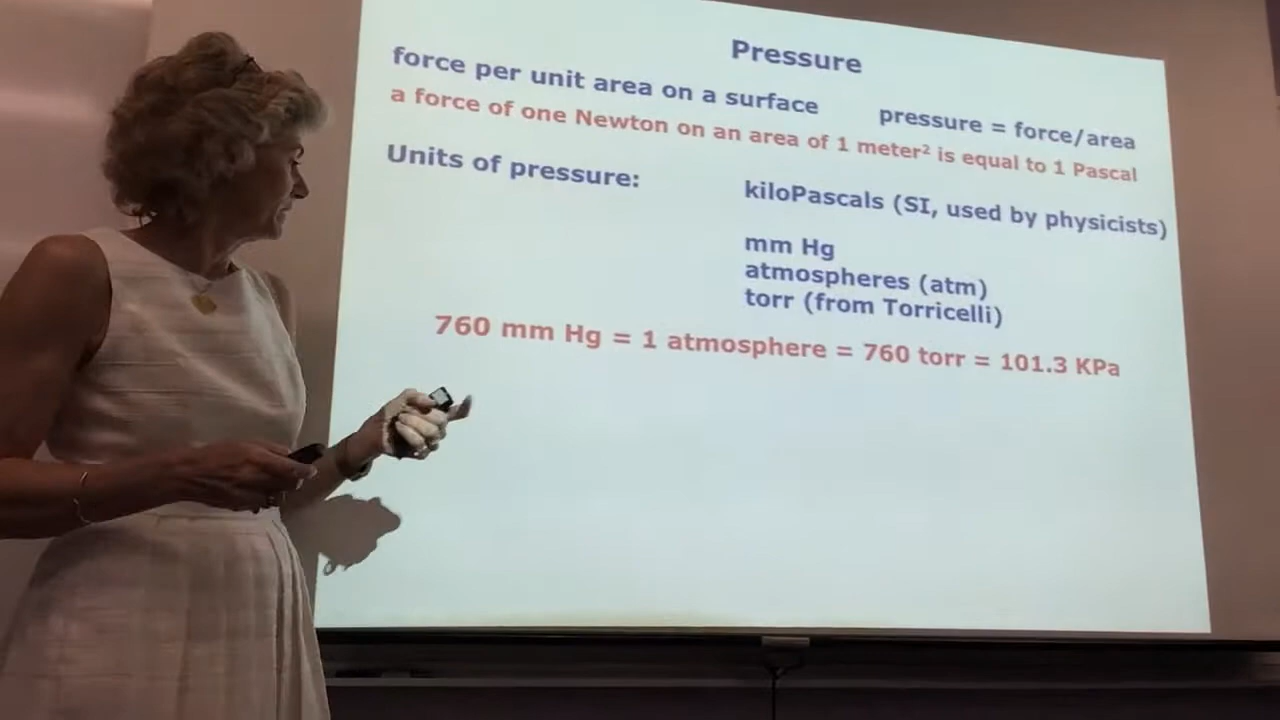 Pressure
force per unit area on a surface pressure = force/area
a force of one Newton on an area of 1 meter² is equal to 1 Pascal
Units of pressure:
kiloPascals (SI, used by physicists)
mm Hg
atmospheres (atm)
torr (from Torricelli)
760 mm Hg = 1 atmosphere = 760 torr = 101.3 KPa